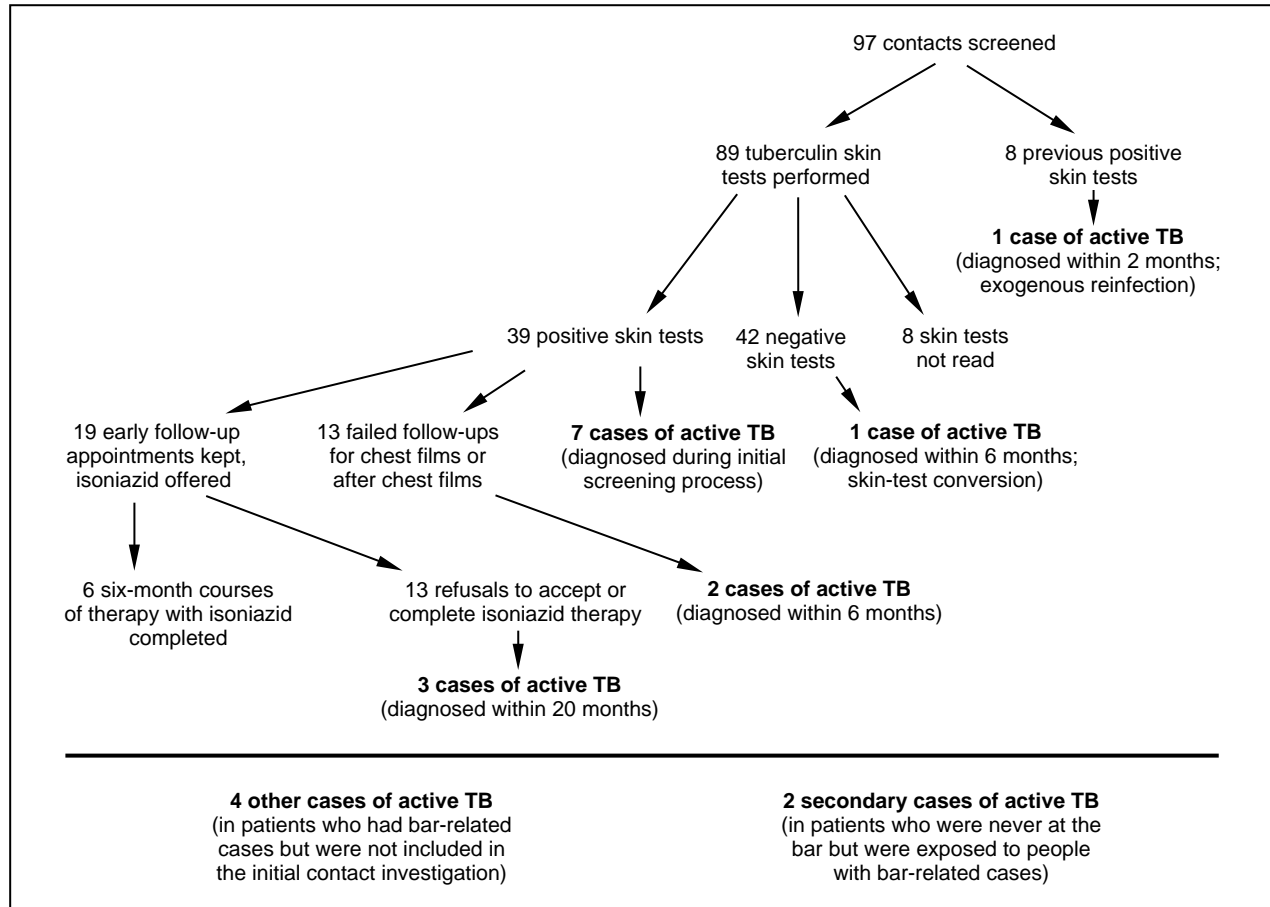 97 contacts screened
89 tuberculin skin
tests performed
8 previous positive
skin tests
1 case of active TB
(diagnosed within 2 months;
exogenous reinfection)
39 positive skin tests
42 negative
skin tests
8 skin tests
not read
19 early follow-up
appointments kept,
isoniazid offered
13 failed follow-ups
for chest films or
after chest films
7 cases of active TB
(diagnosed during initial
screening process)
1 case of active TB
(diagnosed within 6 months;
skin-test conversion)
6 six-month courses
of therapy with isoniazid
completed
13 refusals to accept or
complete isoniazid therapy
2 cases of active TB
(diagnosed within 6 months)
3 cases of active TB
(diagnosed within 20 months)
4 other cases of active TB
(in patients who had bar-related
cases but were not included in
the initial contact investigation)
2 secondary cases of active TB
(in patients who were never at the
bar but were exposed to people
with bar-related cases)